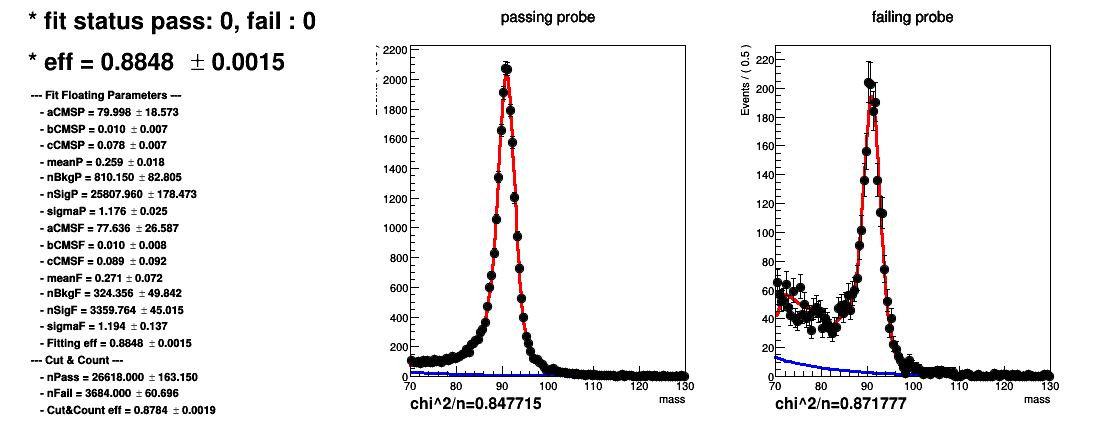 * fit status pass: 0, fail : 0
* eff = 0.8848 ± 0.0015
--- Fit Floating Parameters ---
- aCMSP = 79.998 ± 18.573
- bCMSP = 0.010 ± 0.007
- cCMSP = 0.078 ± 0.007
- meanP = 0.259 ± 0.018
- nBkgP = 810.150 ± 82.805
- nSigP = 25807.960 ± 178.473
- sigmaP = 1.176 ± 0.025
- aCMSF = 77.636 ± 26.587
- bCMSF = 0.010 ± 0.008
- cCMSF = 0.089 ± 0.092
- meanF = 0.271 ± 0.072
- nBkgF = 324.356 ± 49.842
- nSigF = 3359.764 ± 45.015
- sigmaF = 1.194 ± 0.137
- Fitting eff = 0.8848 ± 0.0015
--- Cut & Count ---
- nPass = 26618.000 ± 163.150
- nFail = 3684.000 ± 60.696
- Cut&Count eff = 0.8784 ± 0.0019
passing probe
2200
2000
1800
1600
1400
1200
1000
800
600
400
200
0
70 80 90 100 110 120 130
mass
chi^2/n=0.847715
failing probe
Events / ( 0.5 )
220
200
180
160
140
120
100
80
60
40
20
0
70 80 90 100 110 120 130
mass
chi^2/n=0.871777